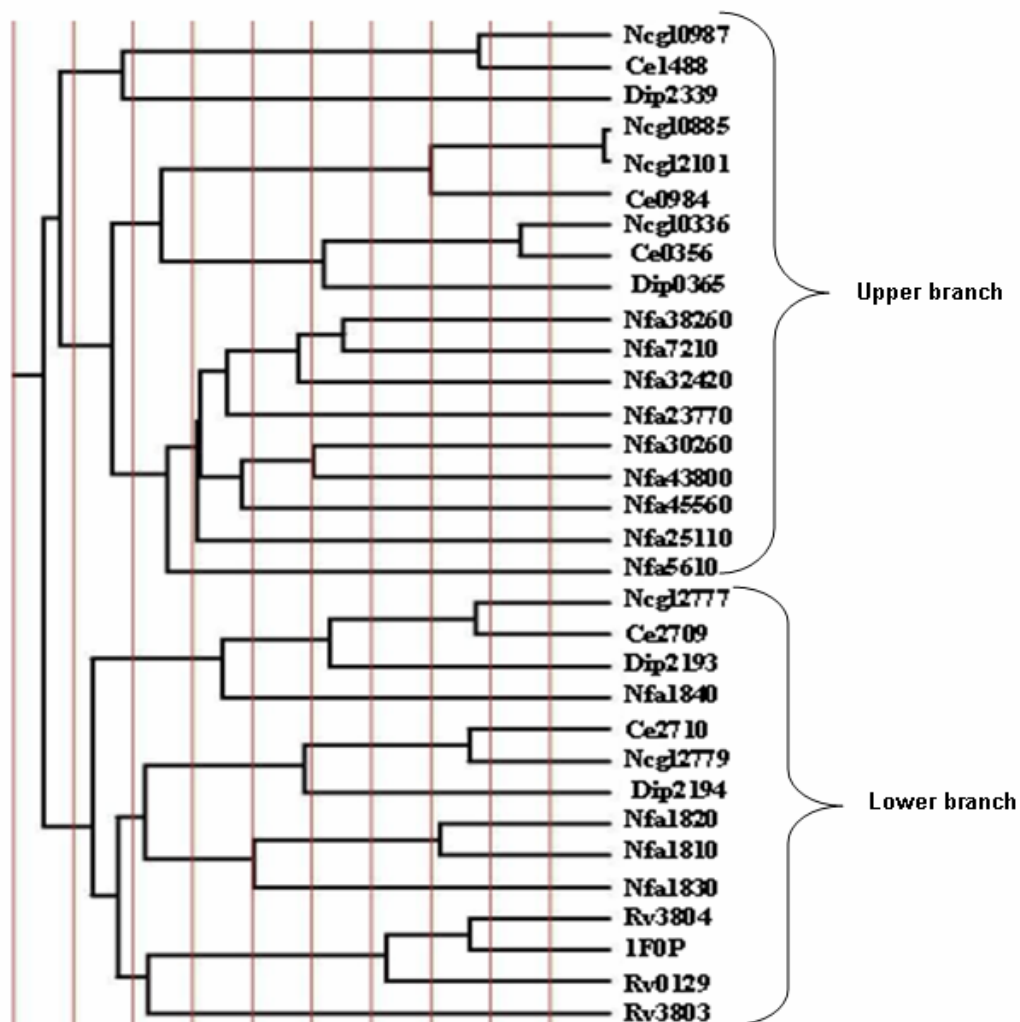 Ncgl0987
Ce1488
Dip2339
Ncgl0885
Ncgl2101
Ce0984
Ncgl0336
Ce0356
Dip0365
Upper branch
Nfa38260
Nfa7210
Nfa32420
Nfa23770
Nfa30260
Nfa43800
Nfa45560
Nfa25110
Nfa5610
Ncgl2777
Ce2709
Dip2193
Nfa1840
Ce2710
Ncgl2779
Dip2194
Lower branch
Nfa1820
Nfa1810
Nfa1830
Rv3804
1F0P
Rv0129
Rv3803